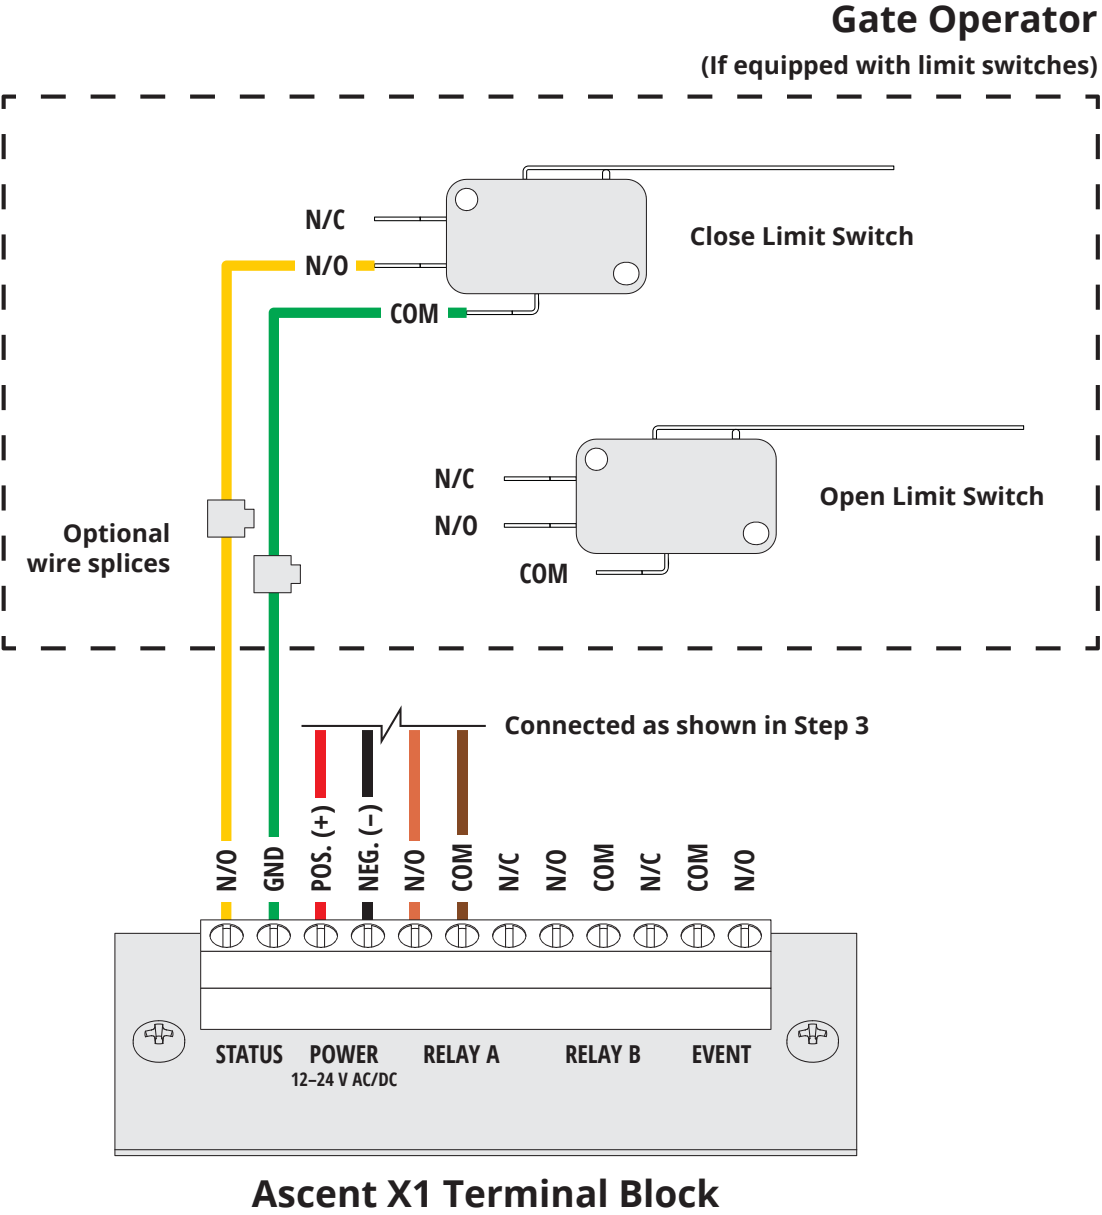 Gate Operator
(If equipped with limit switches)
N/C
Close Limit Switch
N/O
COM
N/C
Open Limit Switch
N/O
Optional
wire splices
COM
Connected as shown in Step 3
N/O
GND
POS. (+)
NEG. (−)
N/O
COM
N/C
N/O
COM
N/C
COM
N/O
STATUS
POWER
12–24 V AC/DC
RELAY A
RELAY B
EVENT
Ascent X1 Terminal Block